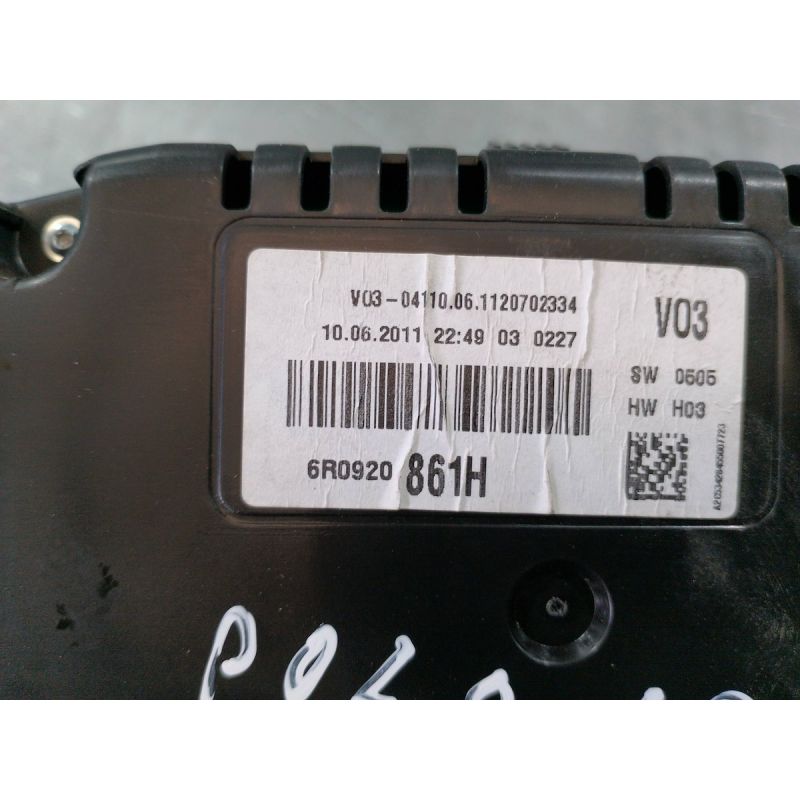 V03-04110.06.1120702334
10.06.2011 22:49 03 0227
V03
SW 0505
HW H03
6R0920 861H